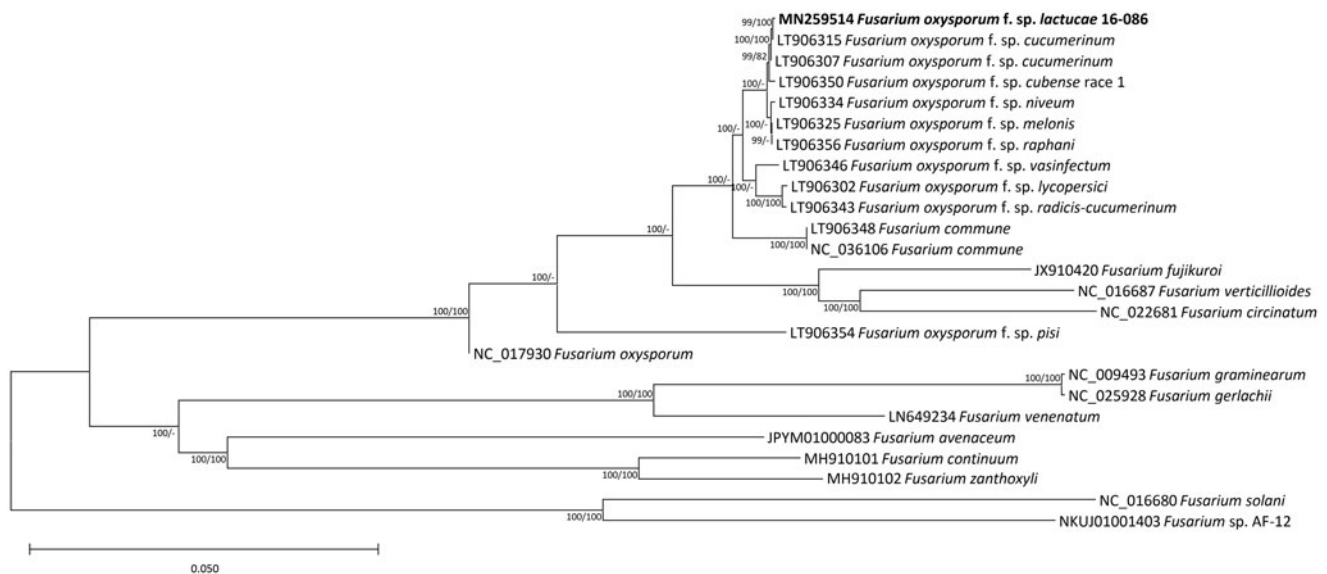 99/100
MN259514 Fusarium oxysporum f. sp. lactucae 16-086
100/100
LT906315 Fusarium oxysporum f. sp. cucumerinum
99/82
LT906307 Fusarium oxysporum f. sp. cucumerinum
100/-
LT906350 Fusarium oxysporum f. sp. cubense race 1
LT906334 Fusarium oxysporum f. sp. niveum
100/-
LT906325 Fusarium oxysporum f. sp. melonis
100/-
99/-
LT906356 Fusarium oxysporum f. sp. raphani
LT906346 Fusarium oxysporum f. sp. vasinfectum
100/-
100/-
LT906302 Fusarium oxysporum f. sp. lycopersici
100/100
LT906343 Fusarium oxysporum f. sp. radicis-cucumerinum
100/-
LT906348 Fusarium commune
100/100
NC_036106 Fusarium commune
JX910420 Fusarium fujikuroi
100/-
100/100
NC_016687 Fusarium verticillioides
100/100
NC_022681 Fusarium circinatum
100/100
LT906354 Fusarium oxysporum f. sp. pisi
NC_017930 Fusarium oxysporum
100/100
NC_009493 Fusarium graminearum
NC_025928 Fusarium gerlachii
100/100
LN649234 Fusarium venenatum
100/-
JPYM01000083 Fusarium avenaceum
100/100
MH910101 Fusarium continuum
100/100
MH910102 Fusarium zanthoxyli
NC_016680 Fusarium solani
100/100
NKUJ01001403 Fusarium sp. AF-12
0.050